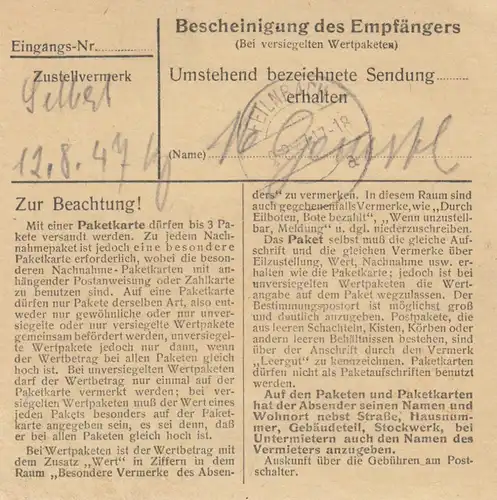 Eingangs-Nr.
Zustellvermerk
Selbst
12.8.47
Bescheinigung des Empfängers
(Bei versiegelten Wertpaketen)
Umstehend bezeichnete Sendung
erhalten
(Name)
FEILNBACH
Zur Beachtung!
Mit einer Paketkarte dürfen bis 3 Pa-
kete versandt werden. Zu jedem Nach-
nahmepaket ist jedoch eine besondere
Paketkarte erforderlich, wobei die beson-
deren Nachnahme-Paketkarten mit an-
hängender Postanweisung oder Zahlkarte
zu benutzen sind. Auf eine Paketkarte
dürfen nur Pakete derselben Art, also ent-
weder nur gewöhnliche oder nur unver-
siegelte oder nur versiegelte Wertpakete
gemeinsam befördert werden, unversiegel-
te Wertpakete jedoch nur dann, wenn
der Wertbetrag bei allen Paketen gleich
hoch ist. Bei unversiegelten Wertpaketen
darf der Wertbetrag nur einmal auf der
Paketkarte vermerkt werden; bei ver-
siegelten Wertpaketen muß der Wert eines
jeden Pakets besonders auf der Paket-
karte angegeben sein, es sei denn, daß
er bei allen Paketen gleich hoch ist.
Bei Wertpaketen ist der Wertbetrag mit
dem Zusatz „Wert“ in Ziffern in dem
Raum „Besondere Vermerke des Absen-
ders“ zu vermerken. In diesem Raum sind
auch gegebenenfalls Vermerke, wie „Durch
Eilboten, Bote bezahlt“, „Wenn unzustell-
bar, Meldung“ u. dgl. niederzuschreiben.
Das Paket selbst muß die gleiche Auf-
schrift und die gleichen Vermerke über
Eilzustellung, Wert, Nachnahme usw. er-
halten wie die Paketkarte; jedoch ist bei
unversiegelten Wertpaketen die Wert-
angabe auf dem Paket wegzulassen. Der
Bestimmungspostort ist möglichst groß
und deutlich anzugeben. Postpakete, die
aus leeren Schachteln, Kisten, Körben oder
andern leeren Behältnissen bestehen, sind
über der Anschrift durch den Vermerk
„Leergut“ zu kennzeichnen. Paketkarten
dürfen nicht als Paketaufschriften benutzt
werden.
Auf den Paketen und Paketkarten
hat der Absender seinen Namen und
Wohnort nebst Straße, Hausnum-
mer, Gebäudeteil, Stockwerk, bei
Untermietern auch den Namen des
Vermieters anzugeben.
Auskunft über die Gebühren am Post-
schalter.